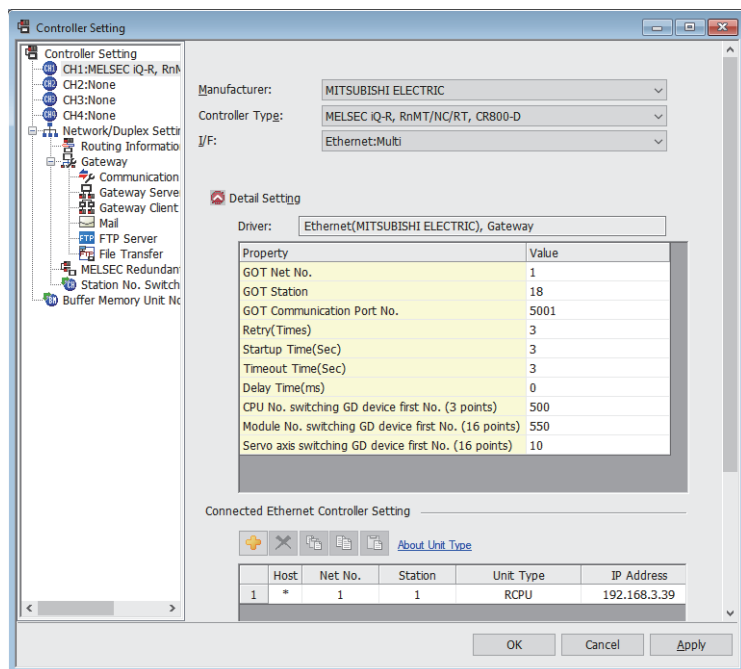 Controller Setting
Controller Setting
CH1:MELSEC iQ-R, RnM
CH2:None
CH3:None
CH4:None
Network/Duplex Settin
Routing Informatio
Gateway
Communication
Gateway Serve
Gateway Client
Mail
FTP Server
File Transfer
MELSEC Redundan
Station No. Switch
Buffer Memory Unit No
Manufacturer: MITSUBISHI ELECTRIC
Controller Type: MELSEC iQ-R, RnMT/NC/RT, CR800-D
I/F: Ethernet:Multi
Detail Setting
Driver: Ethernet(MITSUBISHI ELECTRIC), Gateway
Property Value
GOT Net No. 1
GOT Station 18
GOT Communication Port No. 5001
Retry(Times) 3
Startup Time(Sec) 3
Timeout Time(Sec) 3
Delay Time(ms) 0
CPU No. switching GD device first No. (3 points) 500
Module No. switching GD device first No. (16 points) 550
Servo axis switching GD device first No. (16 points) 10
Connected Ethernet Controller Setting
About Unit Type
Host Net No. Station Unit Type IP Address
1 * 1 1 RCPU 192.168.3.39
OK Cancel Apply